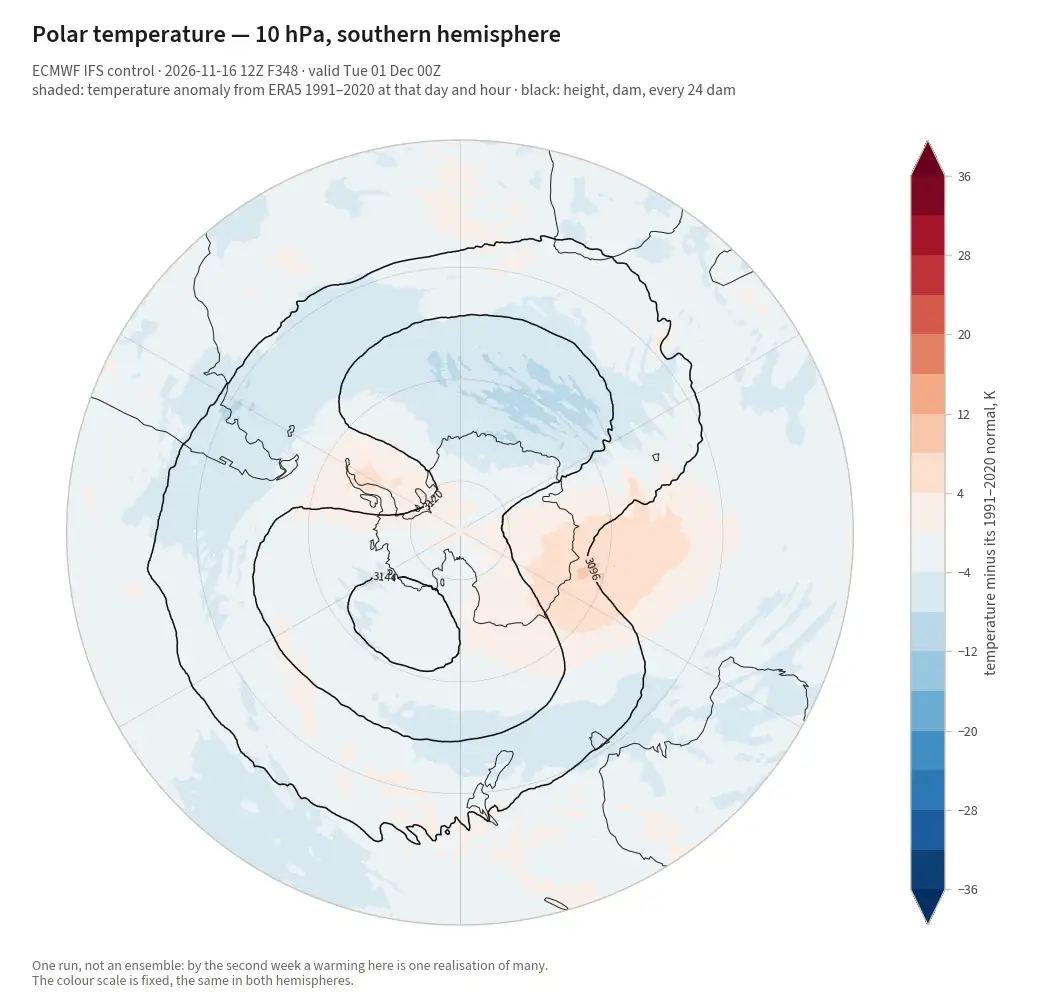 Polar temperature — 10 hPa, southern hemisphere
ECMWF IFS control · 2026-11-16 12Z F348 · valid Tue 01 Dec 00Z
shaded: temperature anomaly from ERA5 1991–2020 at that day and hour · black: height, dam, every 24 dam
36
28
20
12
4
−4
−12
−20
−28
−36
temperature minus its 1991–2020 normal, K
3120
3144
3096
One run, not an ensemble: by the second week a warming here is one realisation of many.
The colour scale is fixed, the same in both hemispheres.